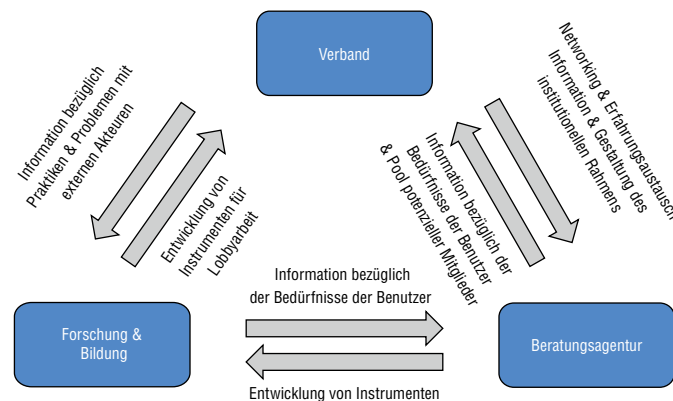 Verband
Information bezüglich
Praktiken & Problemen mit
externen Akteuren
Entwicklung von
Instrumenten für
Lobbyarbeit
Information bezüglich der
Bedürfnisse der Benutzer
& Pool potenzieller Mitglieder
Networking & Erfahrungsaustausch
Information & Gestaltung des
institutionellen Rahmens
Information bezüglich
der Bedürfnisse der Benutzer
Forschung &
Bildung
Beratungsagentur
Entwicklung von Instrumenten